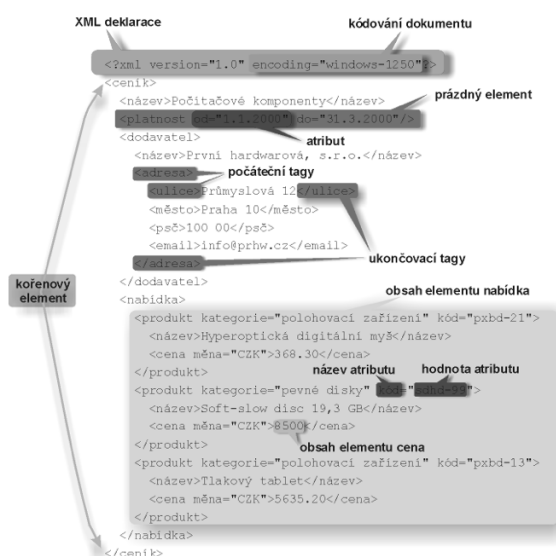 XML deklarace
kódování dokumentu
<?xml version="1.0" encoding="windows-1250"?>
<ceník>
<název>Počítačové komponenty</název>
prázdný element
<platnost od="1.1.2000" do="31.3.2000"/>
<dodavatel>
atribut
<název>První hardwarová, s.r.o.</název>
<adresa>
počáteční tagy
<ulice>Průmyslová 12</ulice>
<město>Praha 10</město>
<psč>100 00</psč>
<email>info@prhw.cz</email>
</adresa>
ukončovací tagy
</dodavatel>
kořenový
element
<nabídka>
obsah elementu nabídka
<produkt kategorie="polohovací zařízení" kód="pxbd-21">
<název>Hyperoptická digitální myš</název>
<cena měna="CZK">368.30</cena>
</produkt>
název atributu
hodnota atributu
<produkt kategorie="pevné disky" kód="sdhd-99">
<název>Soft-slow disc 19,3 GB</název>
<cena měna="CZK">8500</cena>
</produkt>
obsah elementu cena
<produkt kategorie="polohovací zařízení" kód="pxbd-13">
<název>Tlakový tablet</název>
<cena měna="CZK">5635.20</cena>
</produkt>
</nabídka>
</ceník>